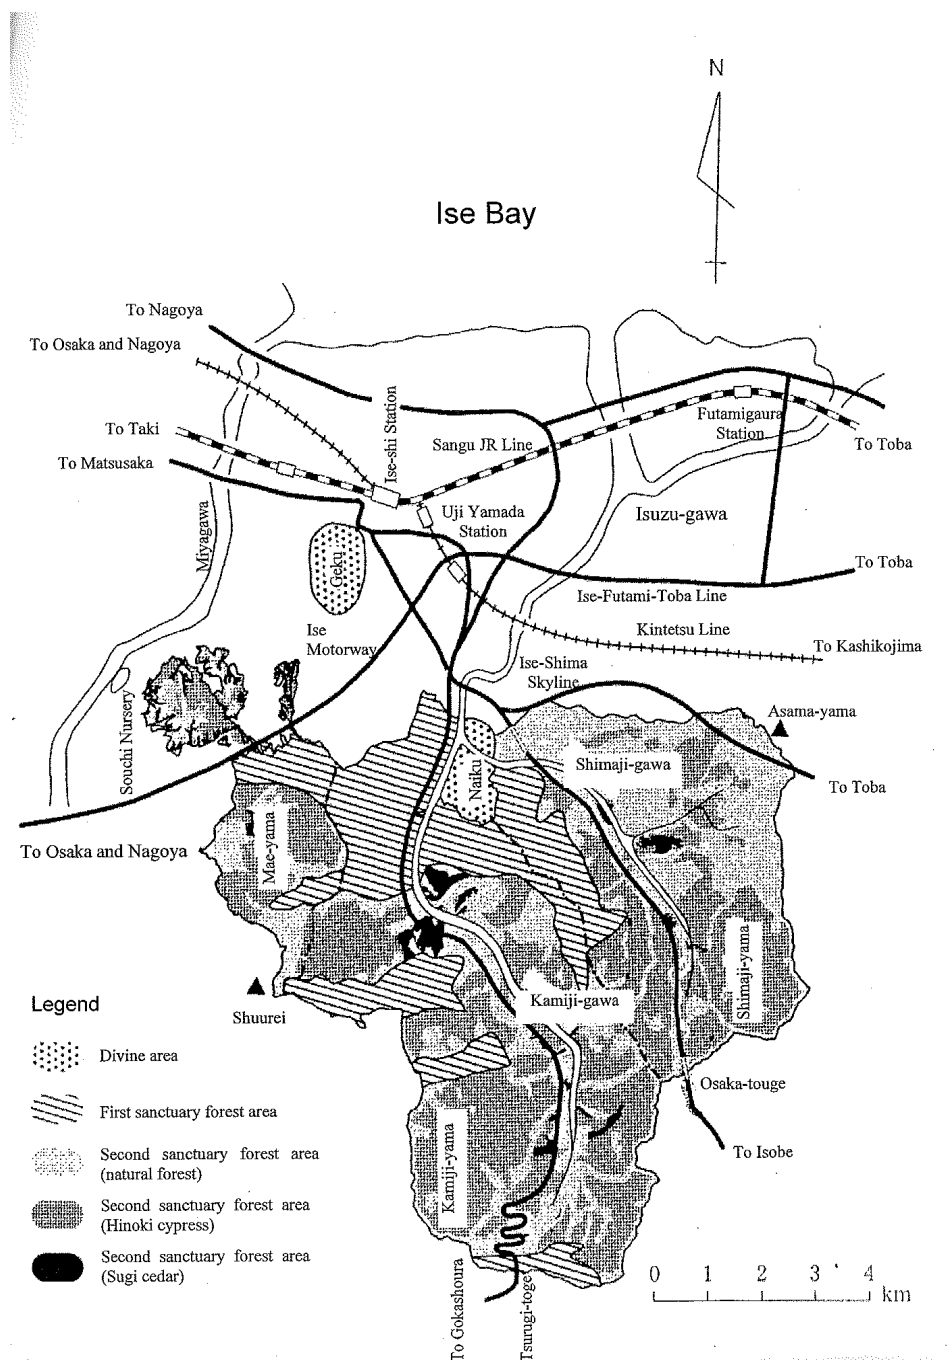 N
Ise Bay
To Nagoya
To Osaka and Nagoya
Ise-shi Station
To Taki
Sangu JR Line
Futamigaura
Station
To Toba
To Matsusaka
Miyagawa
Uji Yamada
Station
Isuzu-gawa
Geku
To Toba
Ise-Futami-Toba Line
Ise
Motorway
Kintetsu Line
To Kashikojima
Ise-Shima
Skyline
Souchi Nursery
Asama-yama
Naiku
Shimaji-gawa
To Toba
To Osaka and Nagoya
Mae-yama
Shimaji-yama
Kamiji-gawa
Shuurei
Osaka-touge
Kamiji-yama
To Isobe
To Gokashoura
Tsurugi-toge
Legend
Divine area
First sanctuary forest area
Second sanctuary forest area
(natural forest)
Second sanctuary forest area
(Hinoki cypress)
Second sanctuary forest area
(Sugi cedar)
0 1 2 3 4
km